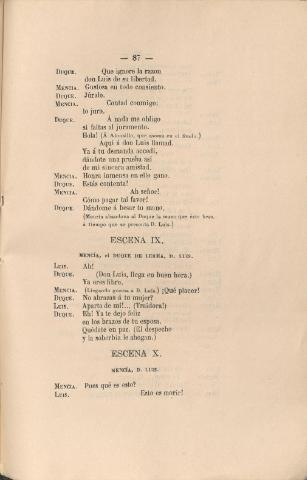 — 87 —
DUQUE. Que ignore la razon
don Luis de su libertad.
MENCIA. Gustosa en todo consiento.
DUQUE. Júralo.
MENCIA. Contad conmigo:
lo juro.
DUQUE. Á nada me obligo
si faltas al juramento.
Hola! (Á Astudillo, que asoma en el fondo.)
Aquí á don Luis llamad.
Ya á tu demanda accedí,
dándote una prueba así
de mi sincera amistad.
MENCIA. Honra inmensa en ello gano.
DUQUE. Estás contenta?
MENCIA. Ah señor!
Cómo pagar tal favor!
DUQUE. Dándome á besar tu mano,
(Mencía abandona al Duque la mano que éste besa
á tiempo que se presenta D. Luis.)
ESCENA IX.
MENCÍA, el DUQUE DE LERMA, D. LUIS.
LUIS. Ah!
DUQUE. (Don Luis, llega en buen hora.)
Ya eres libre.
MENCIA. (Llegando gozosa á D. Luis.) ¡Qué placer!
DUQUE. No abrazas á tu mujer?
LUIS. Aparta de mí!... (Traidora!)
DUQUE. Eh! Ya te dejo feliz
en los brazos de tu esposa.
Quédate en paz. (El despecho
y la soberbia le ahogan.)
ESCENA X.
MENCÍA, D. LUIS.
MENCIA. Pues qué es esto?
LUIS. Esto es morir!